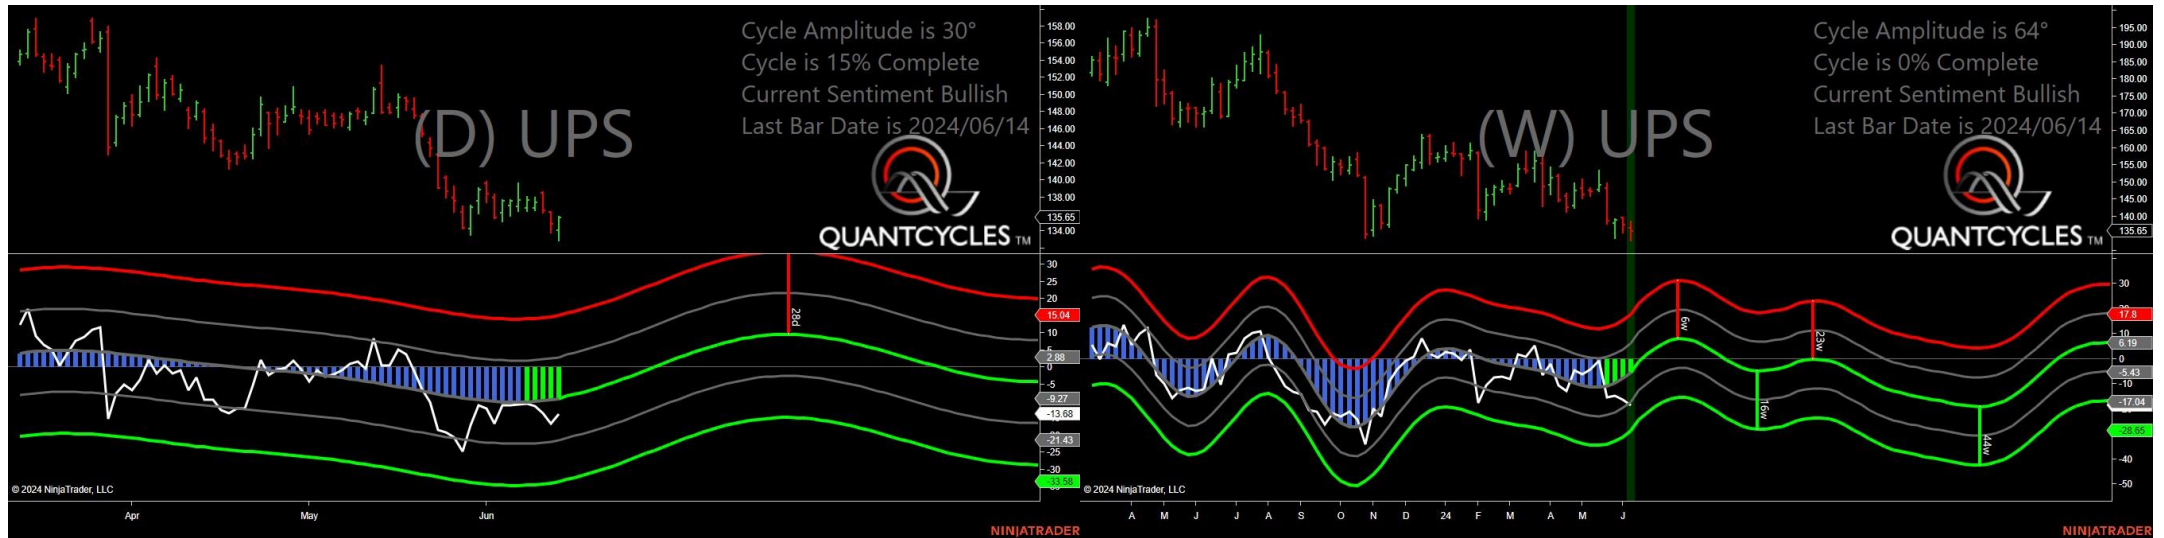 Cycle Amplitude is 30°
Cycle is 15% Complete
Current Sentiment Bullish
Last Bar Date is 2024/06/14
(D) UPS
QUANTCYCLES TM
158.00
156.00
154.00
152.00
150.00
148.00
146.00
144.00
142.00
140.00
138.00
135.65
134.00
30
25
20
15.04
10
2.88
0
-5
-9.27
-13.68
-21.43
-25
-30
-33.58
28d
© 2024 NinjaTrader, LLC
Apr
May
Jun
NINJATRADER
Cycle Amplitude is 64°
Cycle is 0% Complete
Current Sentiment Bullish
Last Bar Date is 2024/06/14
(W) UPS
QUANTCYCLES TM
195.00
190.00
185.00
180.00
175.00
170.00
165.00
160.00
155.00
150.00
145.00
140.00
135.65
30
17.8
10
6.19
0
-5.43
-10
-17.04
-28.65
-40
-50
6w
16w
23w
44w
© 2024 NinjaTrader, LLC
A M J J A S O N D 24 F M A M J
NINJATRADER